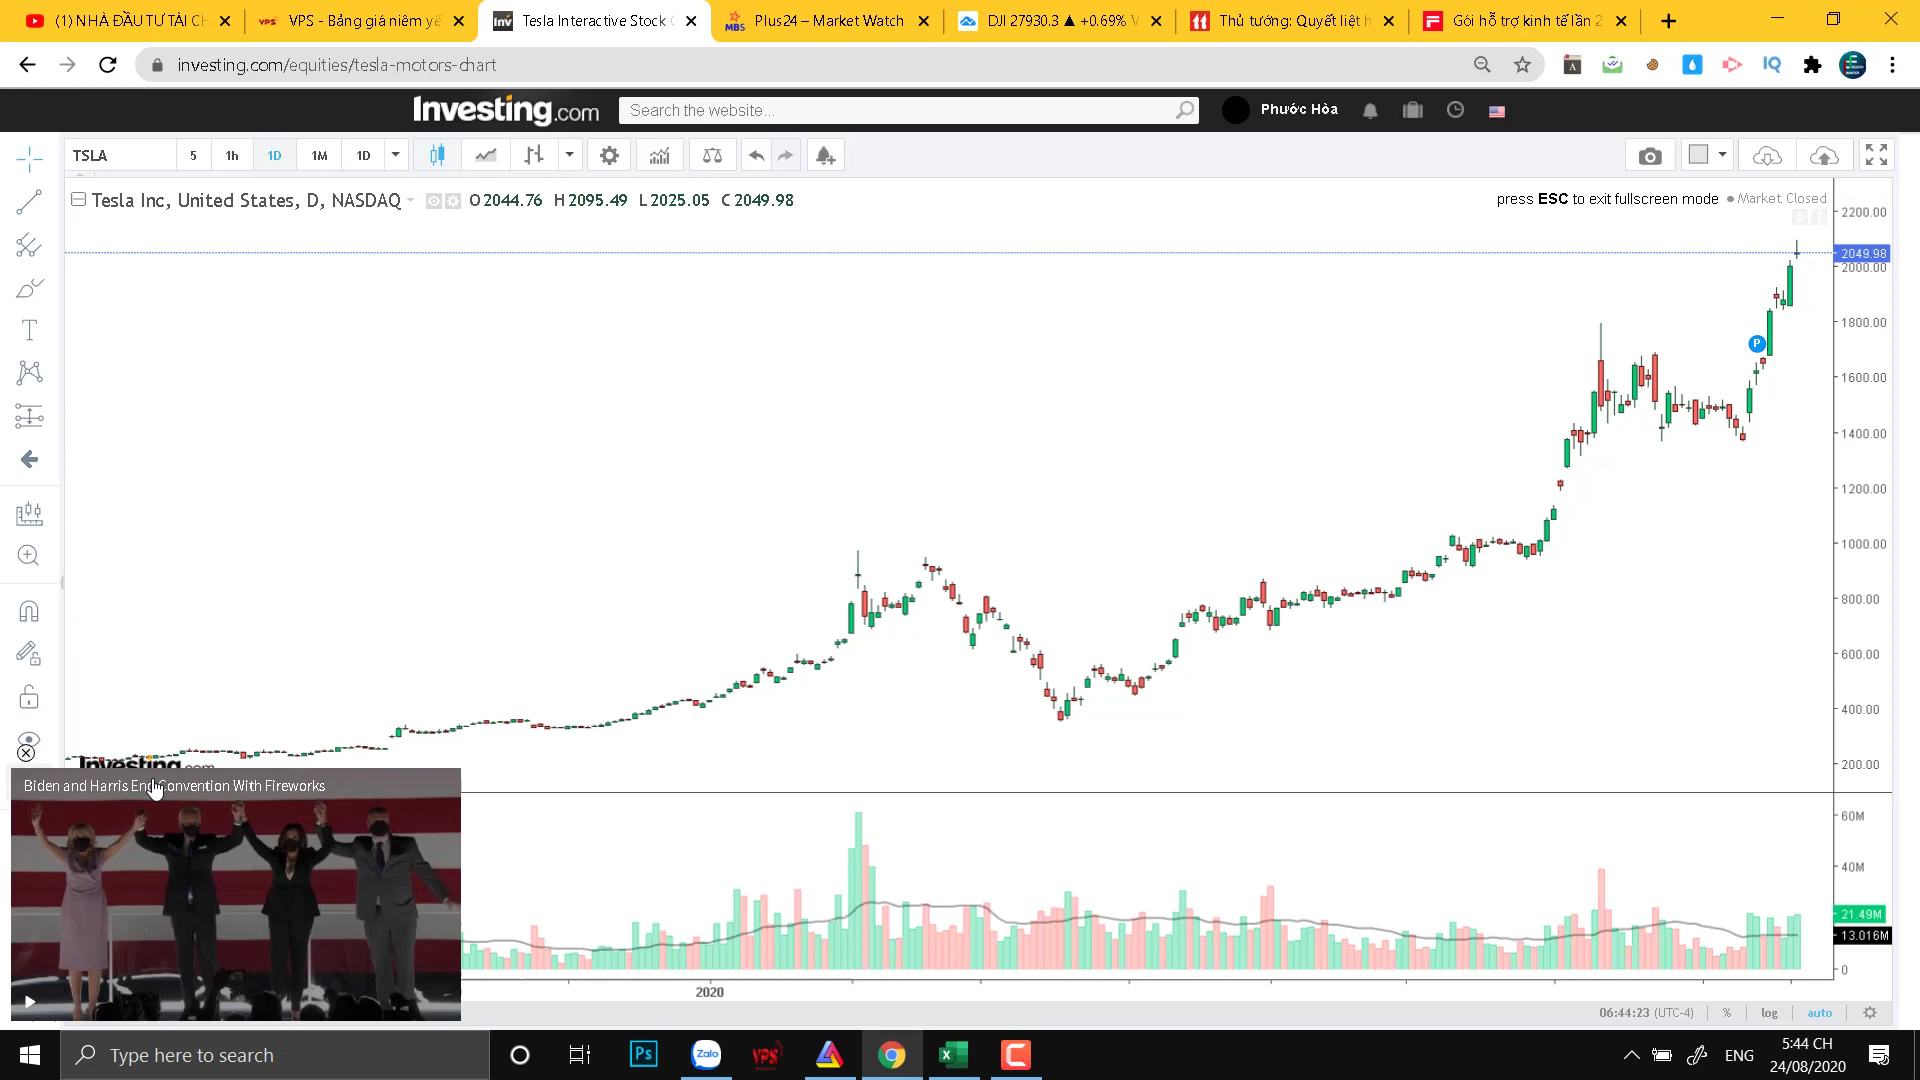 (1) NHÀ ĐẦU TƯ TÀI CH
VPS - Bảng giá niêm yế
Tesla Interactive Stock C
MBS
Plus24 – Market Watch
DJI 27930.3 ▲ +0.69% V
Thủ tướng: Quyết liệt h
Gói hỗ trợ kinh tế lần 2
investing.com/equities/tesla-motors-chart
Investing.com
Search the website...
Phước Hòa
TSLA
5
1h
1D
1M
1D
Tesla Inc, United States, D, NASDAQ
O 2044.76 H 2095.49 L 2025.05 C 2049.98
press ESC to exit fullscreen mode
Market Closed
2200.00
2049.98
2000.00
1800.00
P
1600.00
1400.00
1200.00
1000.00
800.00
600.00
400.00
200.00
Investing.com
Biden and Harris End Convention With Fireworks
60M
40M
21.49M
13.016M
0
2020
06:44:23 (UTC-4)
%
log
auto
Type here to search
Ps
Zalo
VPS
ENG
5:44 CH
24/08/2020